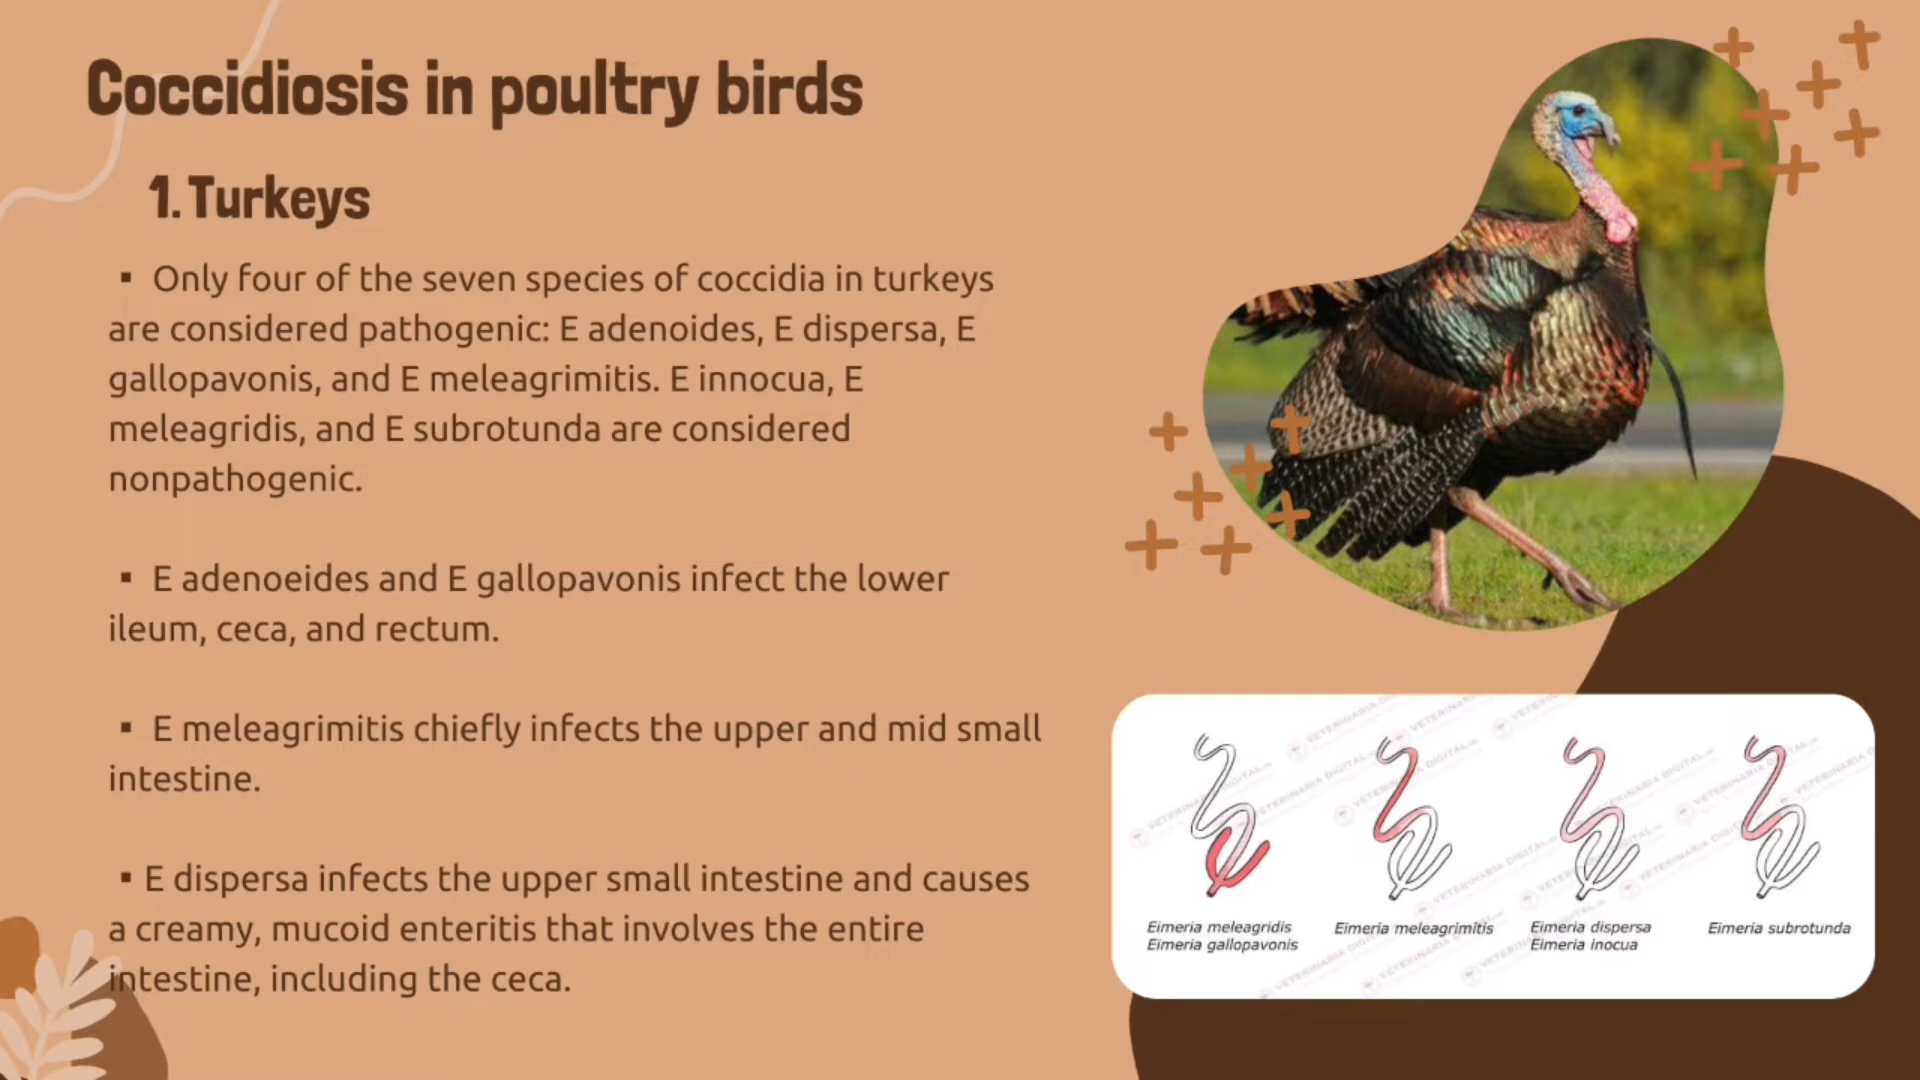 Coccidiosis in poultry birds
1. Turkeys
▪ Only four of the seven species of coccidia in turkeys
are considered pathogenic: E adenoides, E dispersa, E
gallopavonis, and E meleagrimitis. E innocua, E
meleagridis, and E subrotunda are considered
nonpathogenic.
▪ E adenoeides and E gallopavonis infect the lower
ileum, ceca, and rectum.
▪ E meleagrimitis chiefly infects the upper and mid small
intestine.
▪ E dispersa infects the upper small intestine and causes
a creamy, mucoid enteritis that involves the entire
intestine, including the ceca.
Eimeria meleagridis
Eimeria gallopavonis
Eimeria meleagrimitis
Eimeria dispersa
Eimeria inocua
Eimeria subrotunda
VETERINARIA DIGITAL